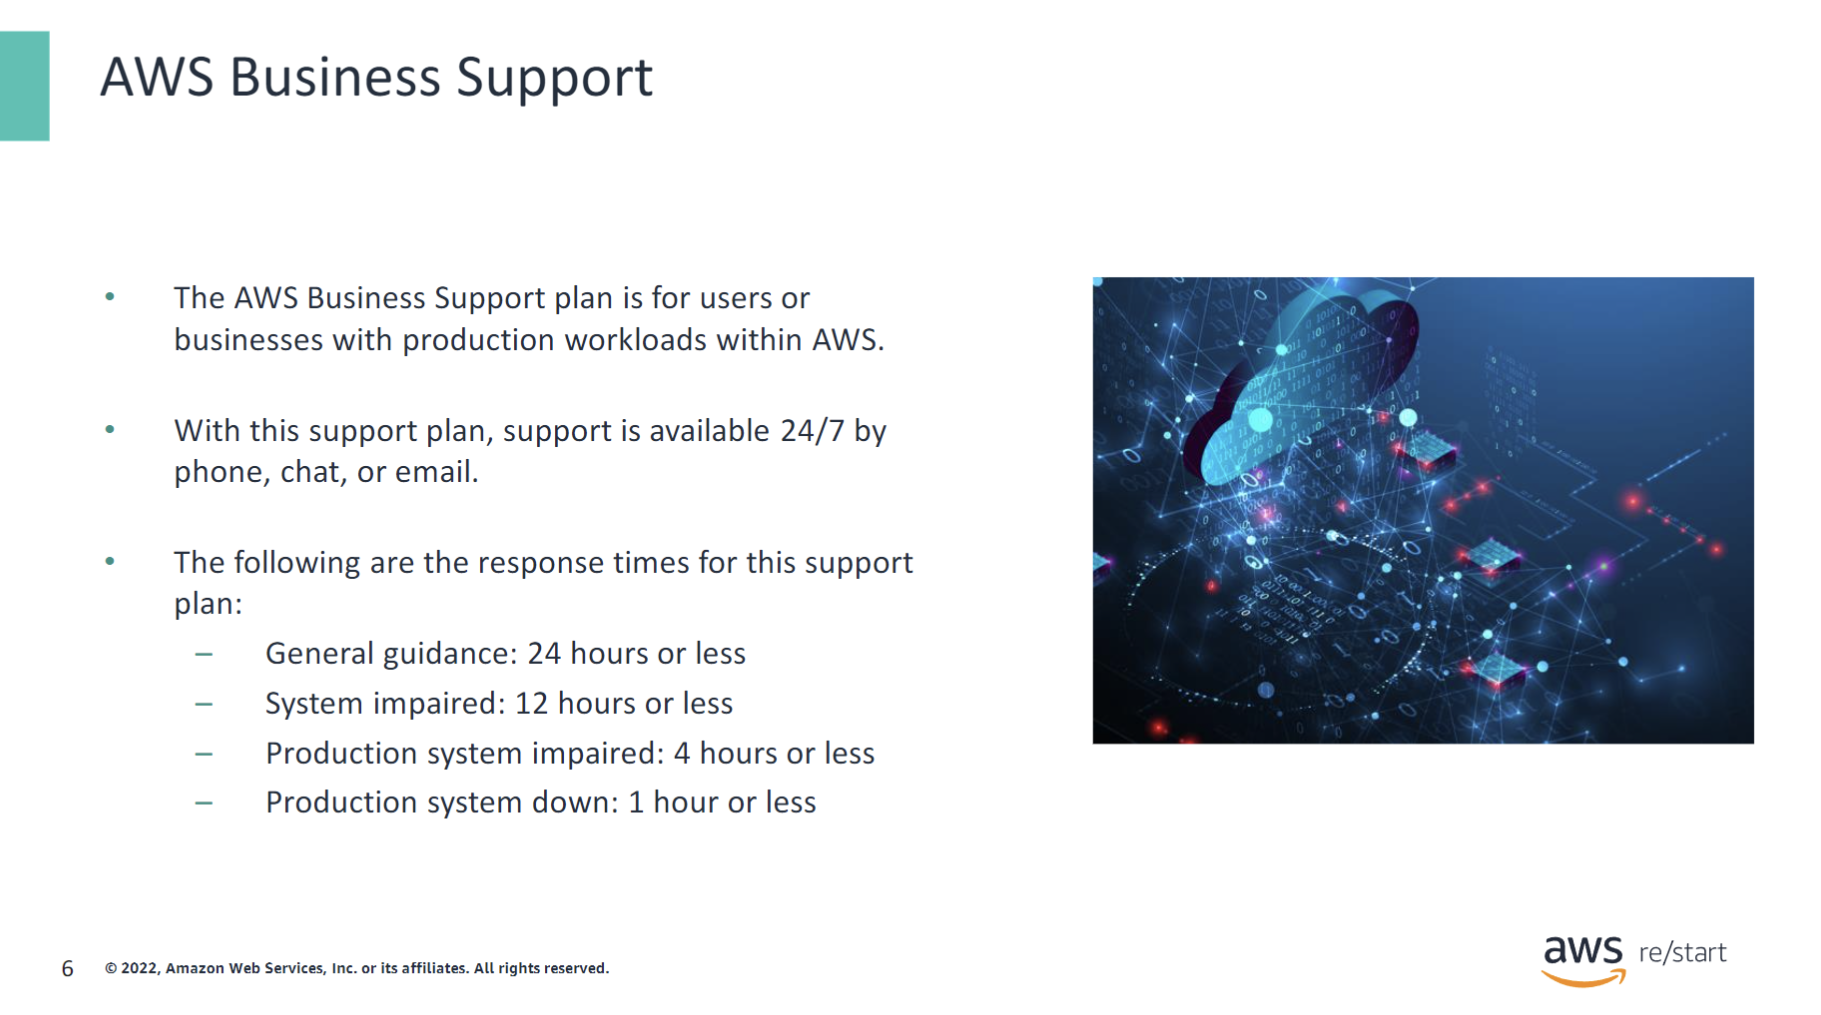 AWS Business Support
• The AWS Business Support plan is for users or
businesses with production workloads within AWS.
• With this support plan, support is available 24/7 by
phone, chat, or email.
• The following are the response times for this support
plan:
– General guidance: 24 hours or less
– System impaired: 12 hours or less
– Production system impaired: 4 hours or less
– Production system down: 1 hour or less
6 © 2022, Amazon Web Services, Inc. or its affiliates. All rights reserved.
aws re/start